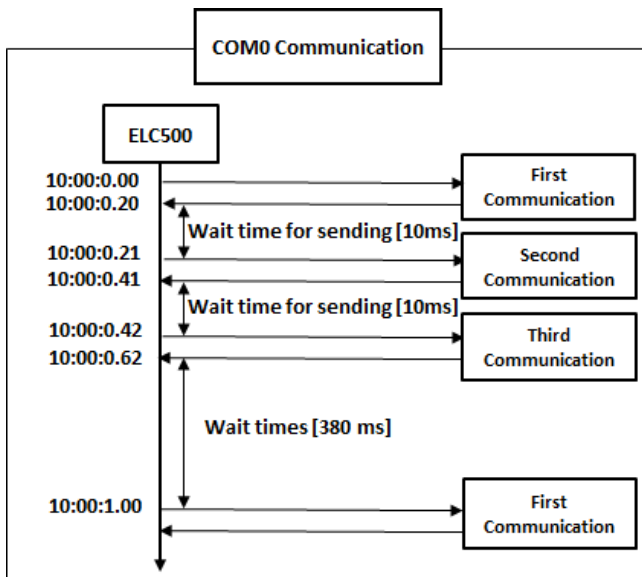 COM0 Communication
ELC500
10:00:0.00
First
Communication
10:00:0.20
Wait time for sending [10ms]
10:00:0.21
Second
Communication
10:00:0.41
Wait time for sending [10ms]
10:00:0.42
Third
Communication
10:00:0.62
Wait times [380 ms]
10:00:1.00
First
Communication